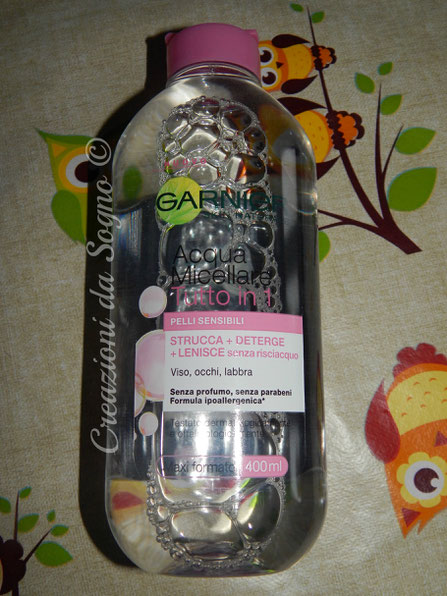 GARNIER
Acqua
Micellare
Tutto in 1
PELLI SENSIBILI
STRUCCA + DETERGE
+ LENISCE senza risciacquo
Viso, occhi, labbra
Senza profumo, senza parabeni
Formula ipoallergenica*
Maxi formato 400ml
Creazioni da Sogno ©